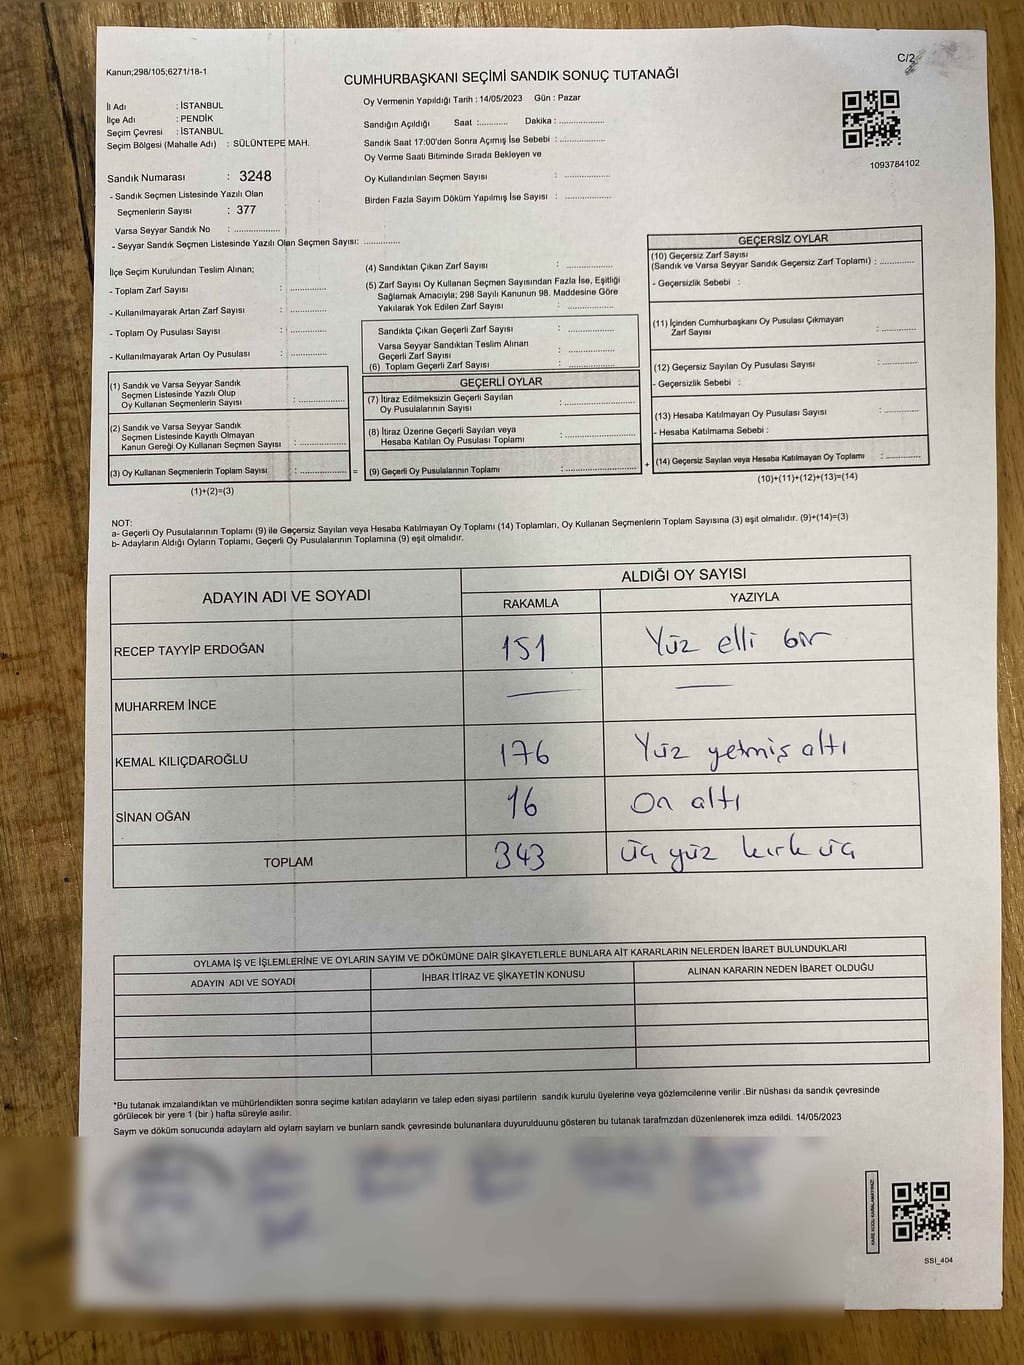 Kanun;298/105;6271/18-1
C/2
CUMHURBAŞKANI SEÇİMİ SANDIK SONUÇ TUTANAĞI
İl Adı : İSTANBUL
İlçe Adı : PENDİK
Seçim Çevresi : İSTANBUL
Seçim Bölgesi (Mahalle Adı) : SÜLÜNTEPE MAH.
Sandık Numarası : 3248
- Sandık Seçmen Listesinde Yazılı Olan
Seçmenlerin Sayısı : 377
Varsa Seyyar Sandık No : ..................
- Seyyar Sandık Seçmen Listesinde Yazılı Olan Seçmen Sayısı: ..............
Oy Vermenin Yapıldığı Tarih : 14/05/2023 Gün : Pazar
Sandığın Açıldığı Saat :........... Dakika : ..................
Sandık Saat 17:00'den Sonra Açımış İse Sebebi : ..................
Oy Verme Saati Bitiminde Sırada Bekleyen ve
Oy Kullandırılan Seçmen Sayısı : ..................
Birden Fazla Sayım Döküm Yapılmış İse Sayısı : ..................
1093784102
İlçe Seçim Kurulundan Teslim Alınan;
- Toplam Zarf Sayısı : ..............
- Kullanılmayarak Artan Zarf Sayısı : ..............
- Toplam Oy Pusulası Sayısı : ..............
- Kullanılmayarak Artan Oy Pusulası : ..............
(1) Sandık ve Varsa Seyyar Sandık
Seçmen Listesinde Yazılı Olup
Oy Kullanan Seçmenlerin Sayısı : ..................
(2) Sandık ve Varsa Seyyar Sandık
Seçmen Listesinde Kayıtlı Olmayan
Kanun Gereği Oy Kullanan Seçmen Sayısı : ..................
(3) Oy Kullanan Seçmenlerin Toplam Sayısı : .................. =
(1)+(2)=(3)
(4) Sandıktan Çıkan Zarf Sayısı : ..................
(5) Zarf Sayısı Oy Kullanan Seçmen Sayısından Fazla İse, Eşitliği
Sağlamak Amacıyla; 298 Sayılı Kanunun 98. Maddesine Göre
Yakılarak Yok Edilen Zarf Sayısı : ..................
Sandıkta Çıkan Geçerli Zarf Sayısı : ..................
Varsa Seyyar Sandıktan Teslim Alınan
Geçerli Zarf Sayısı : ..................
(6) Toplam Geçerli Zarf Sayısı : ..................
GEÇERLİ OYLAR
(7) İtiraz Edilmeksizin Geçerli Sayılan
Oy Pusulalarının Sayısı : ..................
(8) İtiraz Üzerine Geçerli Sayılan veya
Hesaba Katılan Oy Pusulası Toplamı : ..................
(9) Geçerli Oy Pusulalarının Toplamı : .................. +
GEÇERSİZ OYLAR
(10) Geçersiz Zarf Sayısı
(Sandık ve Varsa Seyyar Sandık Geçersiz Zarf Toplamı) : ..............
- Geçersizlik Sebebi :
(11) İçinden Cumhurbaşkanı Oy Pusulası Çıkmayan
Zarf Sayısı : ..............
(12) Geçersiz Sayılan Oy Pusulası Sayısı : ..............
- Geçersizlik Sebebi :
(13) Hesaba Katılmayan Oy Pusulası Sayısı : ..............
- Hesaba Katılmama Sebebi :
(14) Geçersiz Sayılan veya Hesaba Katılmayan Oy Toplamı : ..............
(10)+(11)+(12)+(13)=(14)
NOT:
a- Geçerli Oy Pusulalarının Toplamı (9) ile Geçersiz Sayılan veya Hesaba Katılmayan Oy Toplamı (14) Toplamları, Oy Kullanan Seçmenlerin Toplam Sayısına (3) eşit olmalıdır. (9)+(14)=(3)
b- Adayların Aldığı Oyların Toplamı, Geçerli Oy Pusulalarının Toplamına (9) eşit olmalıdır.
ADAYIN ADI VE SOYADI
ALDIĞI OY SAYISI
RAKAMLA YAZIYLA
RECEP TAYYİP ERDOĞAN 151 Yüz elli bir
MUHARREM İNCE — —
KEMAL KILIÇDAROĞLU 176 Yüz yetmiş altı
SİNAN OĞAN 16 On altı
TOPLAM 343 üç yüz kırk üç
OYLAMA İŞ VE İŞLEMLERİNE VE OYLARIN SAYIM VE DÖKÜMÜNE DAİR ŞİKAYETLERLE BUNLARA AİT KARARLARIN NELERDEN İBARET BULUNDUKLARI
ADAYIN ADI VE SOYADI İHBAR İTİRAZ VE ŞİKAYETİN KONUSU ALINAN KARARIN NEDEN İBARET OLDUĞU
*Bu tutanak imzalandıktan ve mühürlendikten sonra seçime katılan adayların ve talep eden siyasi partilerin sandık kurulu üyelerine veya gözlemcilerine verilir .Bir nüshası da sandık çevresinde
görülecek bir yere 1 (bir ) hafta süreyle asılır.
Saym ve döküm sonucunda adaylam ald oylam saylam ve bunlam sandk çevresinde bulunanlara duyurulduunu gösteren bu tutanak tarafmzdan düzenlenerek imza edildi. 14/05/2023
KARE KODU KARALAMAYINIZ!
SSI_404